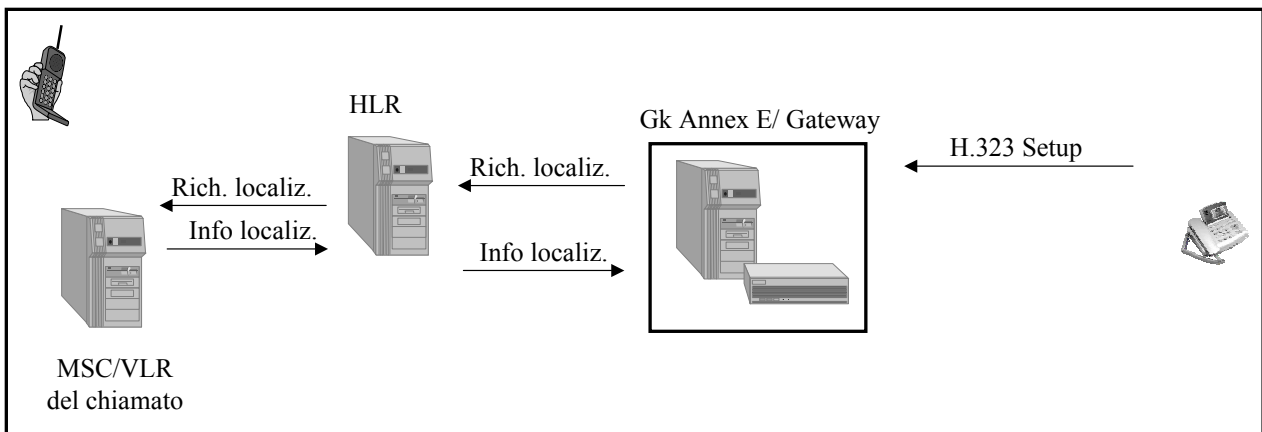 HLR
Gk Annex E/ Gateway
H.323 Setup
Rich. localiz.
Rich. localiz.
Info localiz.
Info localiz.
MSC/VLR
del chiamato